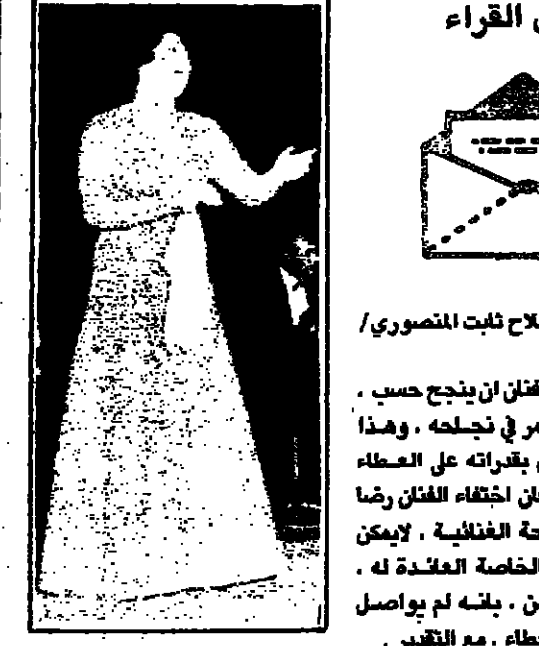 القراء
لاح ثابت المنصوري /
فنان ان ينجح حسب ،
مر في نجاحه ، وهذا
بقدراته على العطاء
ان اختفاء الفنان رضا
حة الغنائية ، لايمكن
الخاصة العائدة له ،
ن ، بانه لم يواصل
طاء ، مع التقدير .